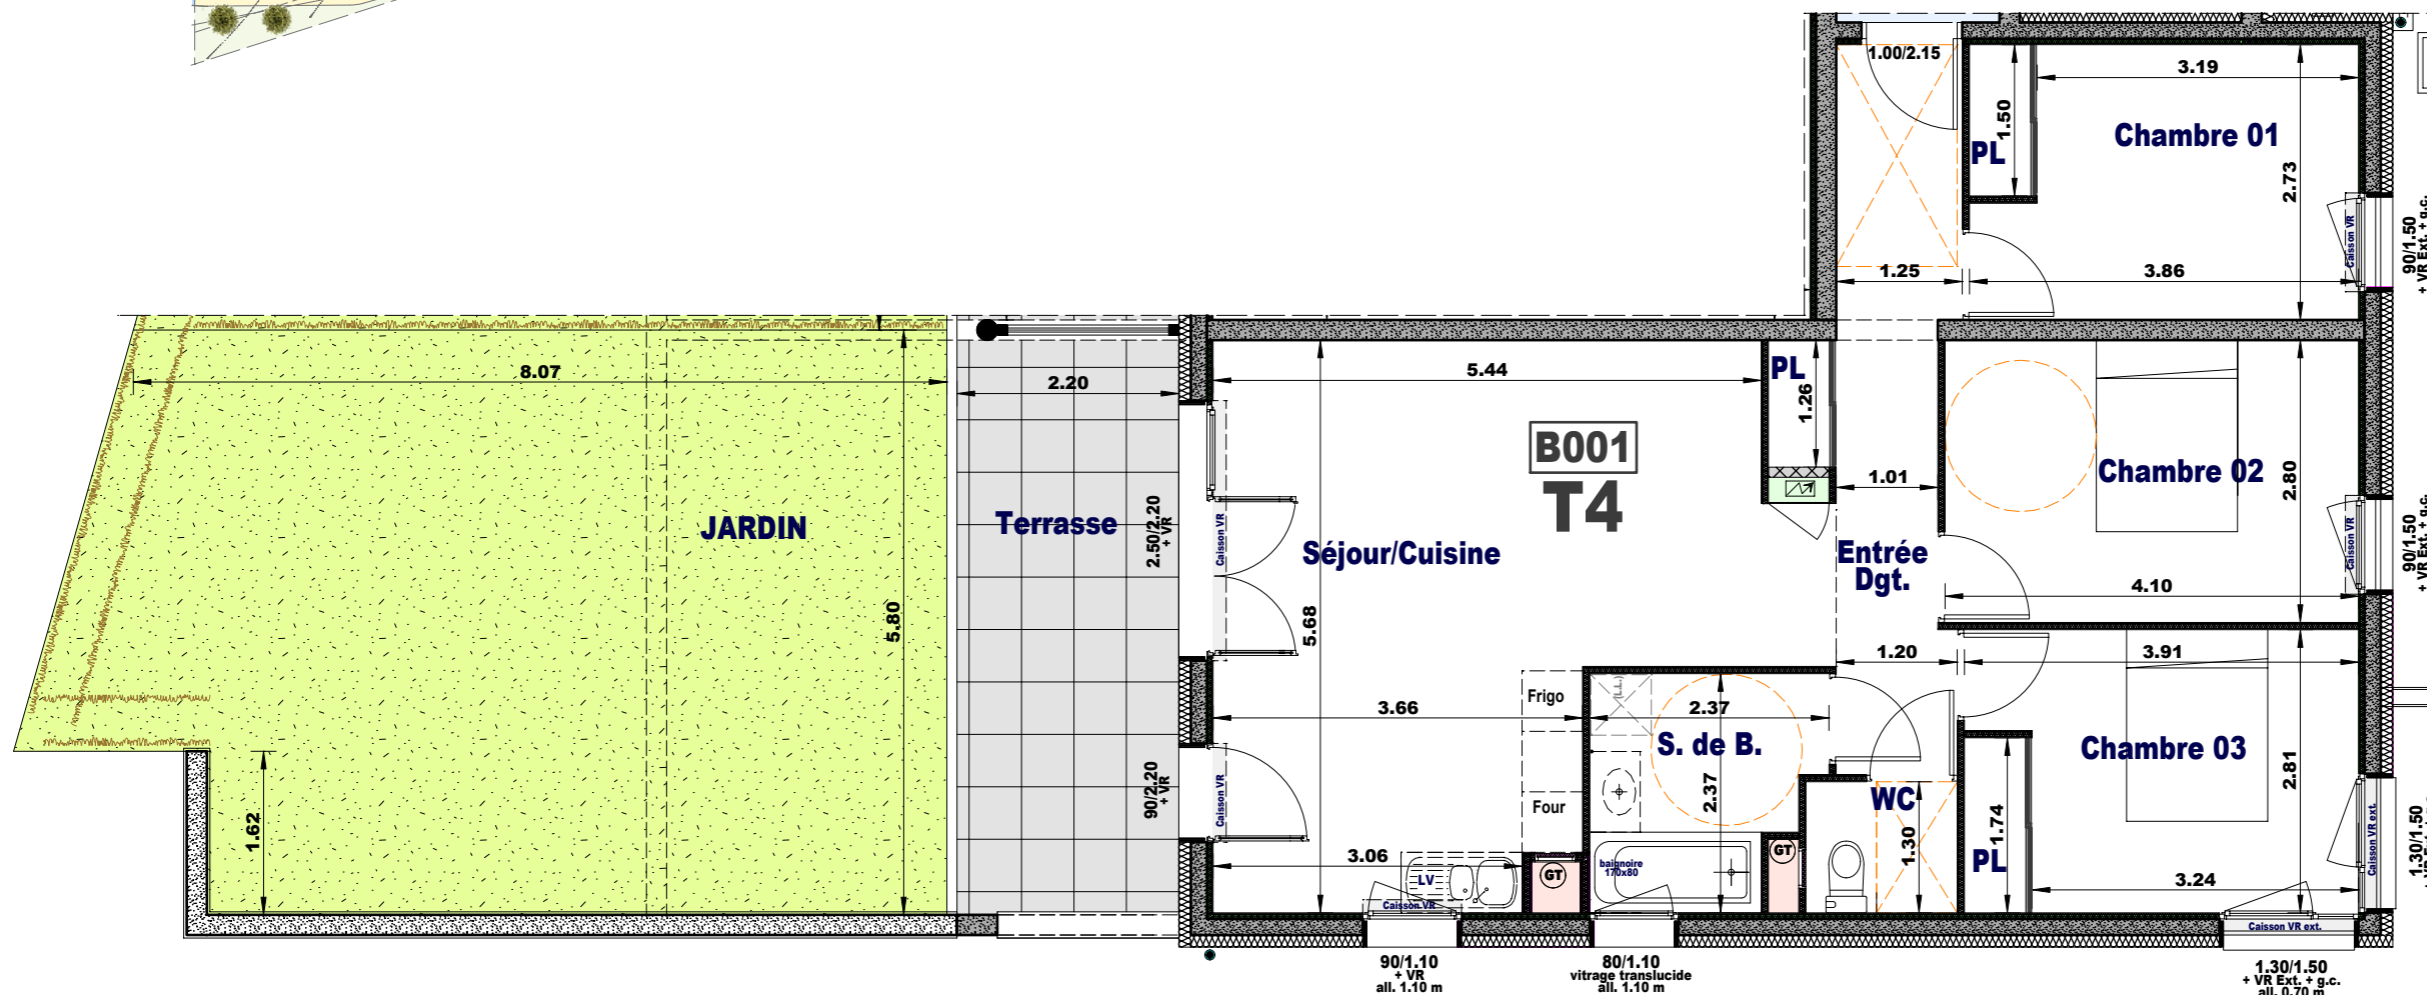 1.00/2.15
3.19
1.50
Chambre 01
PL
2.73
90/1.50
+ VR Ext. + g.c.
Caisson VR
1.25
3.86
8.07
2.20
5.44
PL
1.26
B001
T4
Chambre 02
2.80
1.01
JARDIN
Terrasse
2.50/2.20
+ VR
Caisson VR
Séjour/Cuisine
Entrée
Dgt.
90/1.50
+ VR Ext. + g.c.
Caisson VR
4.10
5.80
5.68
1.20
3.91
Frigo
(L.L.)
3.66
2.37
S. de B.
Chambre 03
2.81
90/2.20
+ VR
Caisson VR
Four
2.37
WC
1.30
1.74
PL
1.62
3.06
LV
GT
baignoire
170x80
GT
3.24
Caisson VR
Caisson VR ext.
Caisson VR ext.
1.30/1.50
90/1.10
+ VR
all. 1.10 m
80/1.10
vitrage translucide
all. 1.10 m
1.30/1.50
+ VR Ext. + g.c.
all. 0.70 m